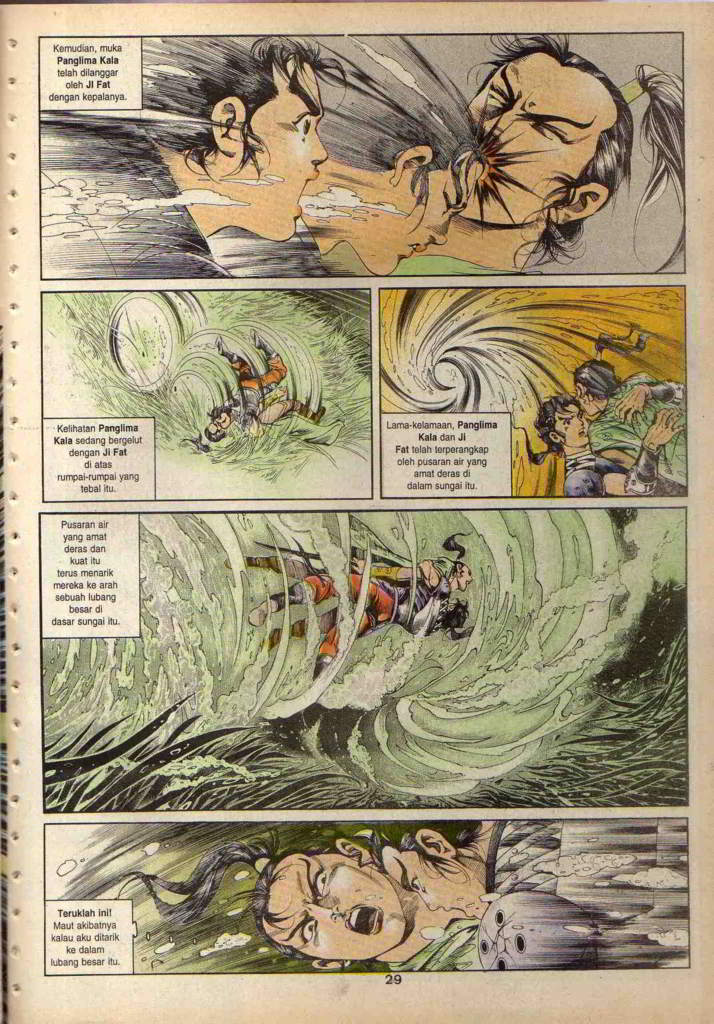 Kemudian, muka
Panglima Kala
telah dilanggar
oleh JI Fat
dengan kepalanya.
Kelihatan Panglima
Kala sedang bergelut
dengan Ji Fat
di atas
rumpai-rumpai yang
tebal itu.
Lama-kelamaan, Panglima
Kala dan Ji
Fat telah terperangkap
oleh pusaran air yang
amat deras di
dalam sungai itu.
Pusaran air
yang amat
deras dan
kuat itu
terus menarik
mereka ke arah
sebuah lubang
besar di
dasar sungai itu.
Teruklah ini!
Maut akibatnya
kalau aku ditarik
ke dalam
lubang besar itu.
29